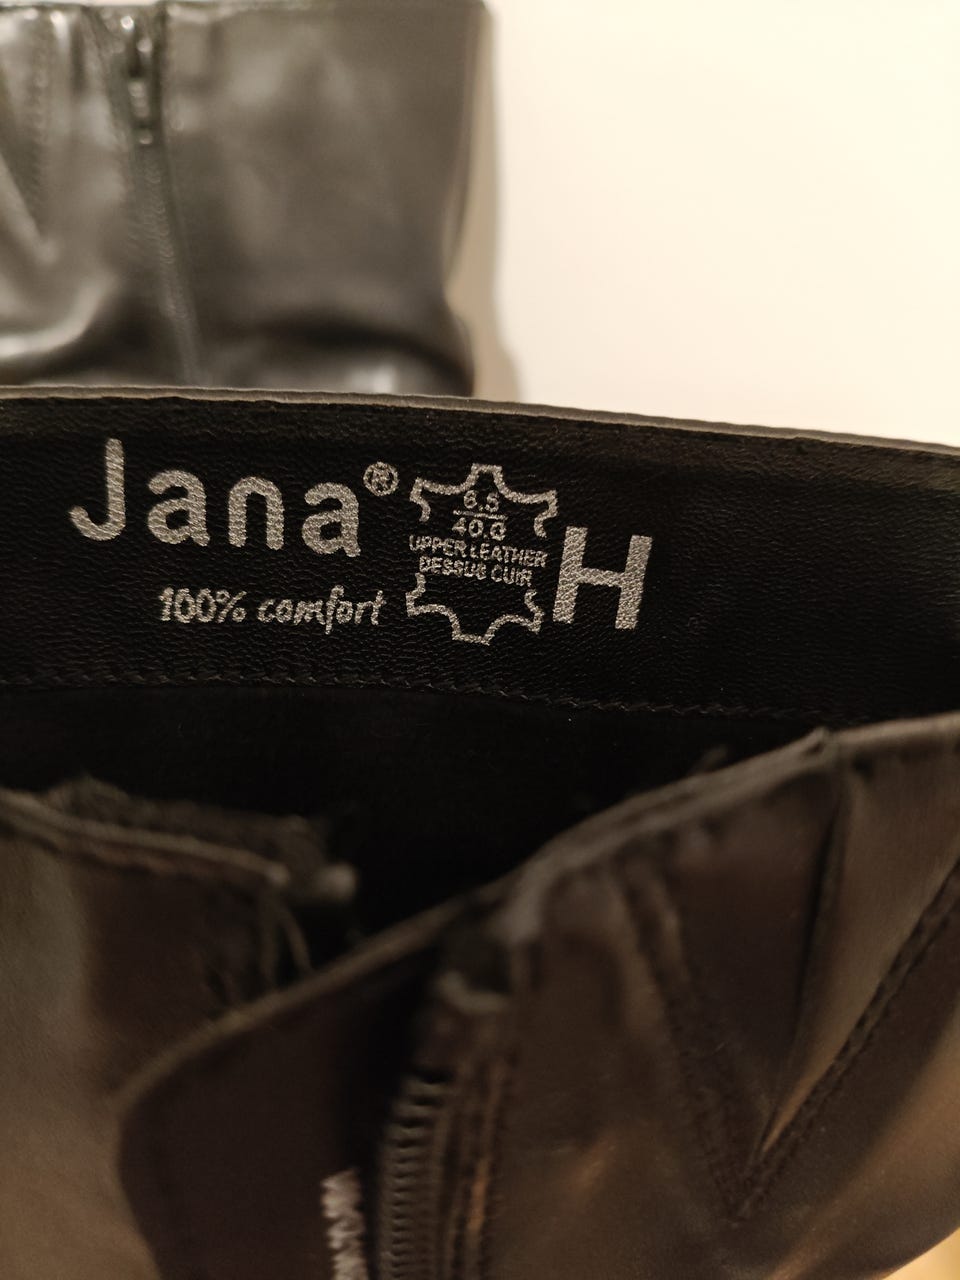 Jana®
100% comfort
6.5
40.0
UPPER LEATHER
DESSUS CUIR
H